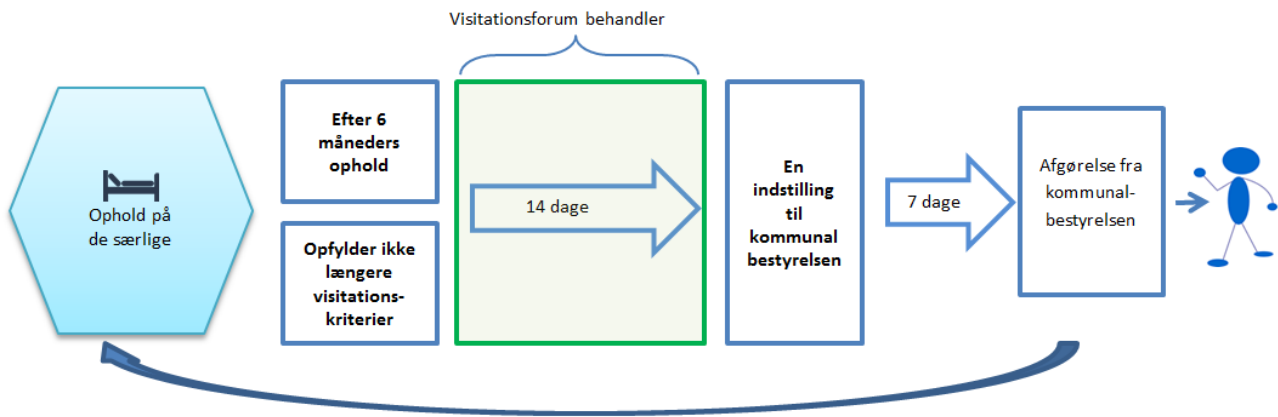 Visitationsforum behandler
Ophold på
de særlige
Efter 6
måneders
ophold
Opfylder ikke
længere
visitations-
kriterier
14 dage
En
indstilling
til
kommunal
bestyrelsen
7 dage
Afgørelse fra
kommunal-
bestyrelsen